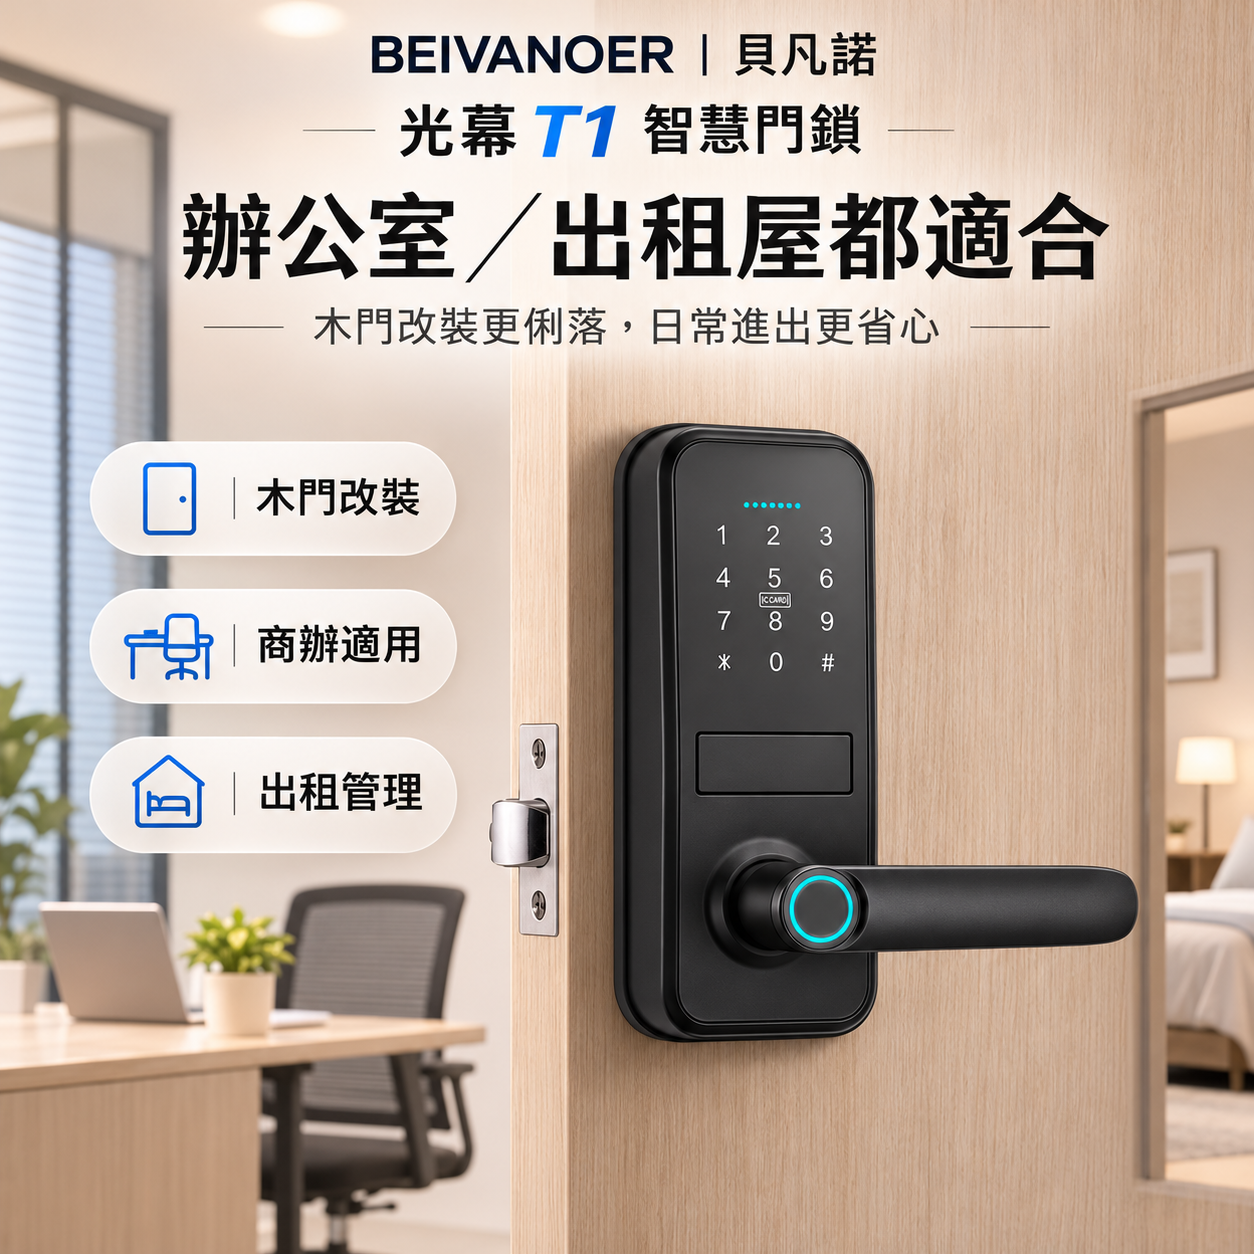 BEIVANOER | 貝凡諾
光幕 T1 智慧門鎖
辦公室／出租屋都適合
木門改裝更俐落，日常進出更省心
木門改裝
商辦適用
出租管理
1 2 3
4 5 6
IC CARD
7 8 9
* 0 #